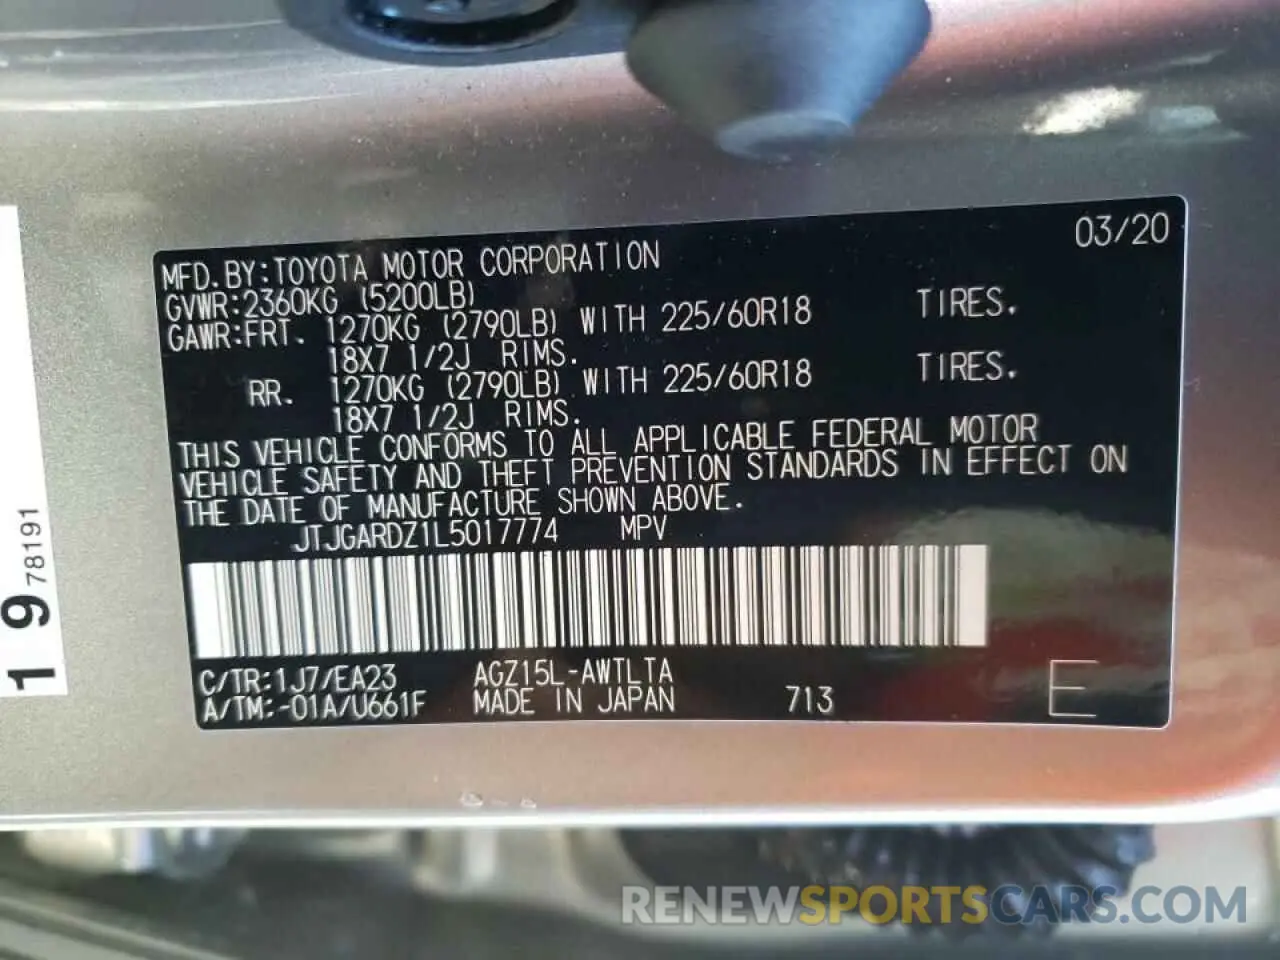 03/20
MFD.BY:TOYOTA MOTOR CORPORATION
GVWR:2360KG (5200LB)
GAWR:FRT. 1270KG (2790LB) WITH 225/60R18 TIRES.
18X7 1/2J RIMS.
RR. 1270KG (2790LB) WITH 225/60R18 TIRES.
18X7 1/2J RIMS.
THIS VEHICLE CONFORMS TO ALL APPLICABLE FEDERAL MOTOR
VEHICLE SAFETY AND THEFT PREVENTION STANDARDS IN EFFECT ON
THE DATE OF MANUFACTURE SHOWN ABOVE.
JTJGARDZ1L5017774 MPV
C/TR:1J7/EA23 AGZ15L-AWTLTA
A/TM:-01A/U661F MADE IN JAPAN 713 E
19 78191
RENEWSPORTSCARS.COM